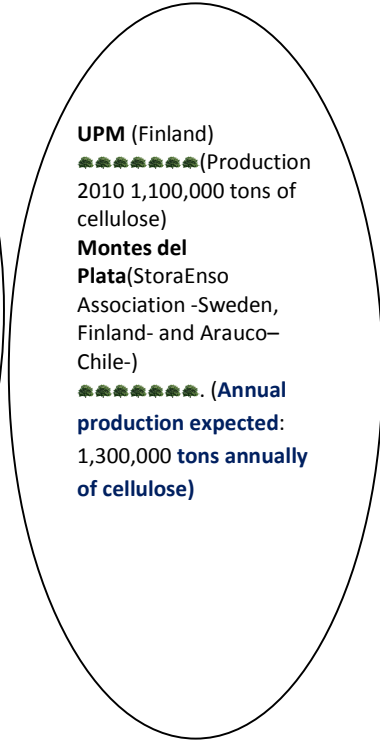 UPM (Finland)
(Production
2010 1,100,000 tons of
cellulose)
Montes del
Plata(StoraEnso
Association -Sweden,
Finland- and Arauco–
Chile-)
. (Annual
production expected:
1,300,000 tons annually
of cellulose)